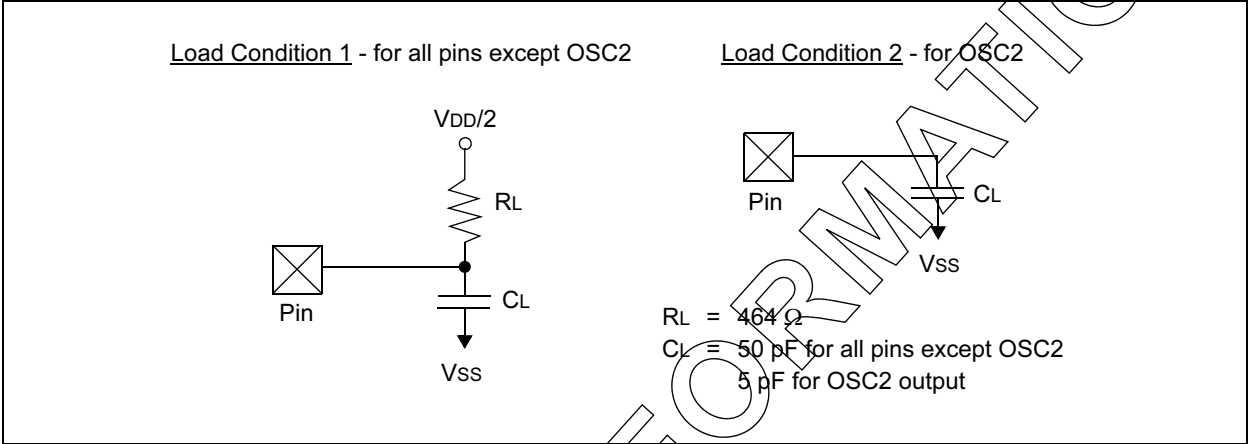 Load Condition 1 - for all pins except OSC2
Load Condition 2 - for OSC2
VDD/2
RL
Pin
CL
VSS
Pin
CL
VSS
RL = 464 Ω
CL = 50 pF for all pins except OSC2
5 pF for OSC2 output
ORMATIO